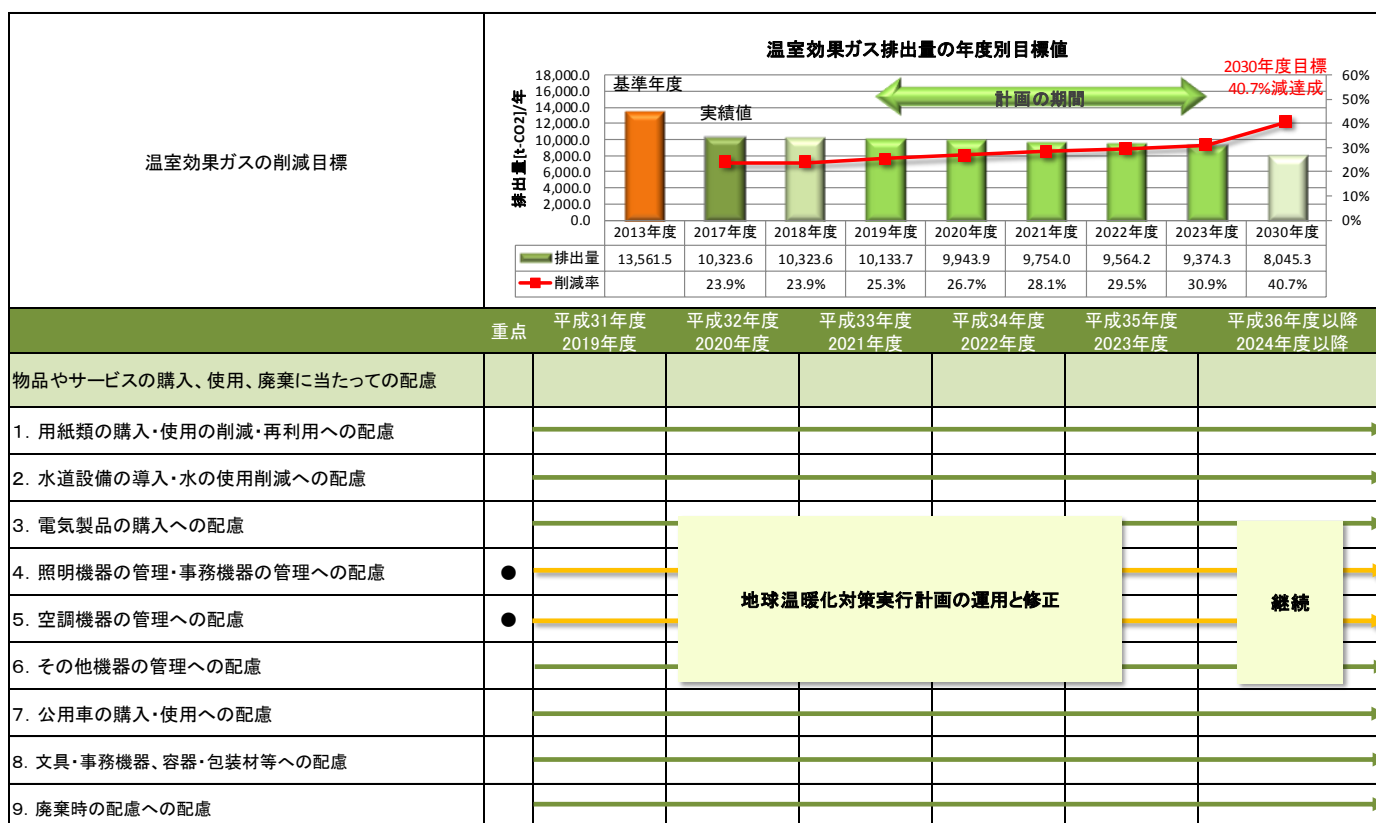 温室効果ガスの削減目標
温室効果ガス排出量の年度別目標値
2030年度目標
40.7%減達成
基準年度
実績値
計画の期間
排出量[t-CO2]/年
18,000.0
16,000.0
14,000.0
12,000.0
10,000.0
8,000.0
6,000.0
4,000.0
2,000.0
0.0
60%
50%
40%
30%
20%
10%
0%
2013年度 2017年度 2018年度 2019年度 2020年度 2021年度 2022年度 2023年度 2030年度
排出量 13,561.5 10,323.6 10,323.6 10,133.7 9,943.9 9,754.0 9,564.2 9,374.3 8,045.3
削減率 23.9% 23.9% 25.3% 26.7% 28.1% 29.5% 30.9% 40.7%
重点 平成31年度 平成32年度 平成33年度 平成34年度 平成35年度 平成36年度以降
2019年度 2020年度 2021年度 2022年度 2023年度 2024年度以降
物品やサービスの購入、使用、廃棄に当たっての配慮
1．用紙類の購入・使用の削減・再利用への配慮
2．水道設備の導入・水の使用削減への配慮
3．電気製品の購入への配慮
4．照明機器の管理・事務機器の管理への配慮 ●
5．空調機器の管理への配慮 ●
地球温暖化対策実行計画の運用と修正
継続
6．その他機器の管理への配慮
7．公用車の購入・使用への配慮
8．文具・事務機器、容器・包装材等への配慮
9．廃棄時の配慮への配慮